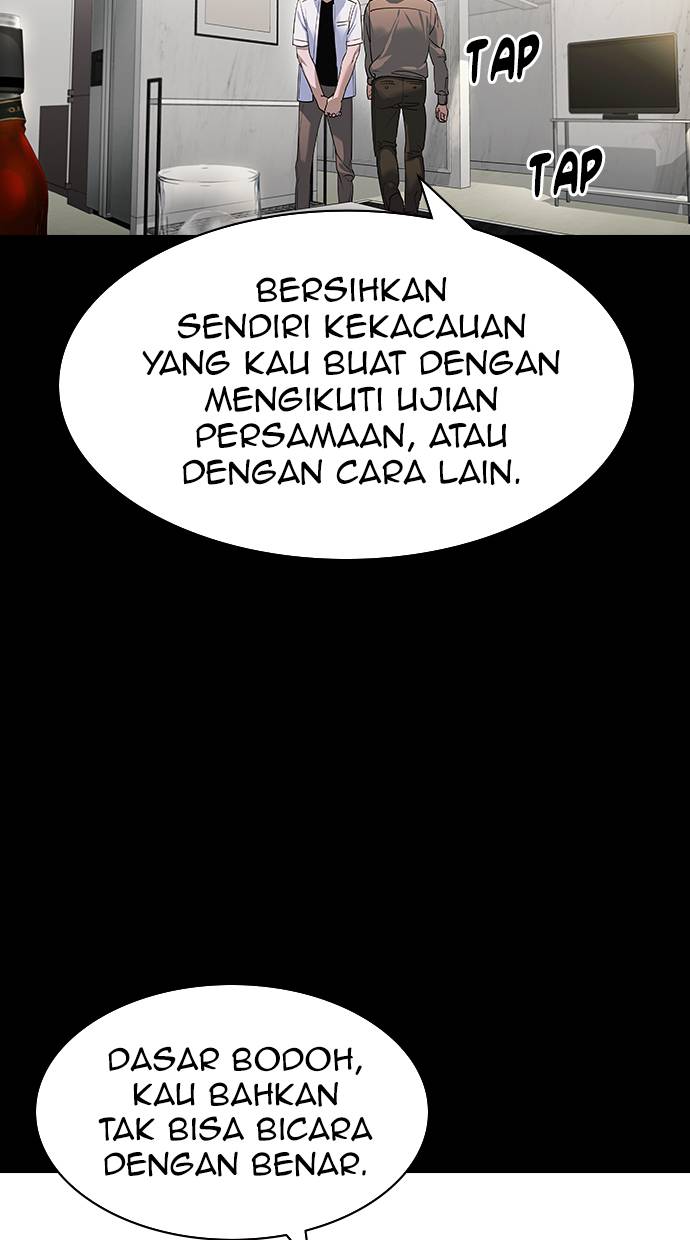 TAP
TAP
BERSIHKAN
SENDIRI KEKACAUAN
YANG KAU BUAT DENGAN
MENGIKUTI UJIAN
PERSAMAAN, ATAU
DENGAN CARA LAIN.
DASAR BODOH,
KAU BAHKAN
TAK BISA BICARA
DENGAN BENAR.